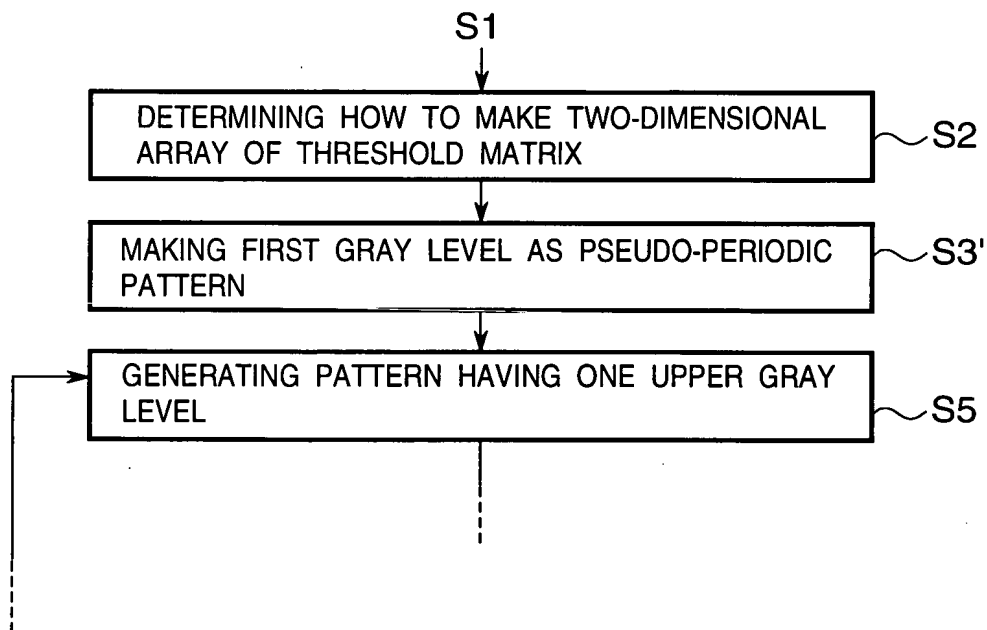 S1
DETERMINING HOW TO MAKE TWO-DIMENSIONAL
ARRAY OF THRESHOLD MATRIX
S2
MAKING FIRST GRAY LEVEL AS PSEUDO-PERIODIC
PATTERN
S3'
GENERATING PATTERN HAVING ONE UPPER GRAY
LEVEL
S5